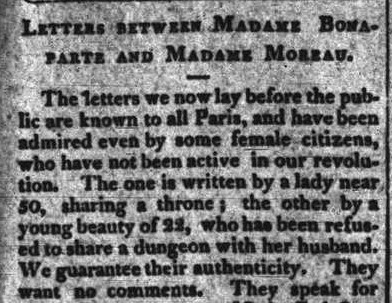 LETTERS BETWEEN MADAME BONA-
PARTE AND MADAME MOREAU.
The letters we now lay before the pub-
lic are known to all Paris, and have been
admired even by some female citizens,
who have not been active in our revolu-
tion. The one is written by a lady near
50, sharing a throne; the other by a
young beauty of 22, who has been refus-
ed to share a dungeon with her husband.
We guarantee their authenticity. They
want no comments. They speak for